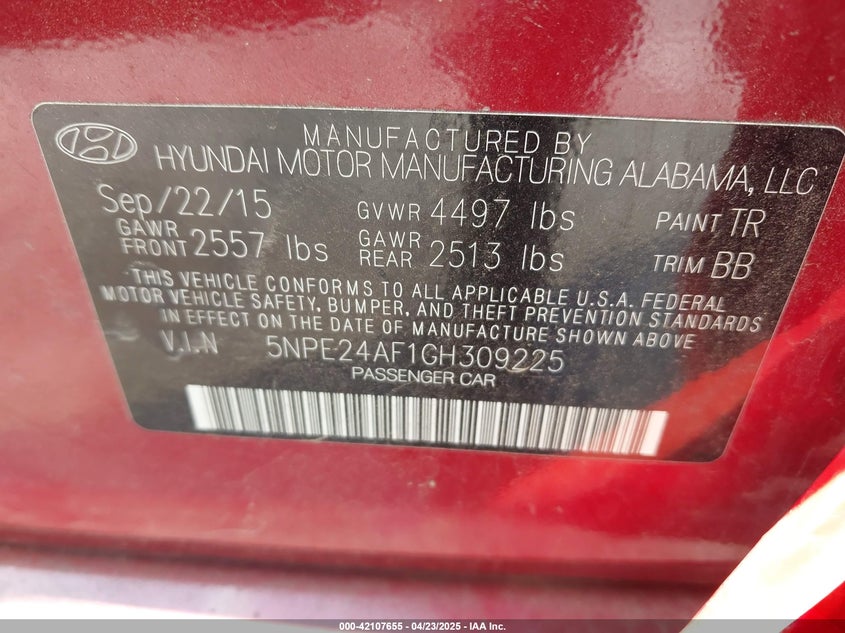 MANUFACTURED BY
HYUNDAI MOTOR MANUFACTURING ALABAMA, LLC
Sep/22/15 GVWR 4497 lbs PAINT TR
GAWR FRONT 2557 lbs GAWR REAR 2513 lbs TRIM BB
THIS VEHICLE CONFORMS TO ALL APPLICABLE U.S.A. FEDERAL
MOTOR VEHICLE SAFETY, BUMPER, AND THEFT PREVENTION STANDARDS
IN EFFECT ON THE DATE OF MANUFACTURE SHOWN ABOVE
V.I.N 5NPE24AF1GH309225
PASSENGER CAR
000-42107655 | 04/23/2025 - IAA Inc.